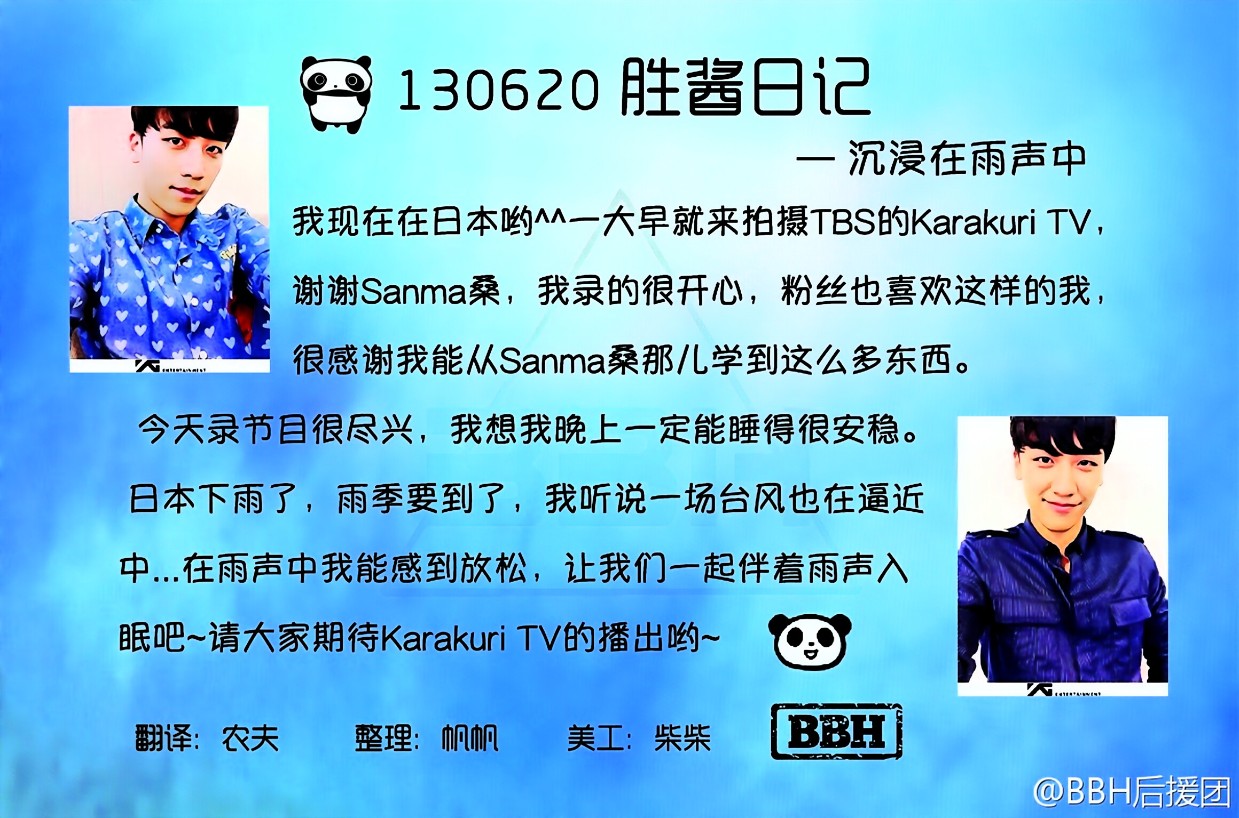 130620 胜酱日记
— 沉浸在雨声中
我现在在日本哟^^一大早就来拍摄TBS的Karakuri TV，
谢谢Sanma桑，我录的很开心，粉丝也喜欢这样的我，
很感谢我能从Sanma桑那儿学到这么多东西。
今天录节目很尽兴，我想我晚上一定能睡得很安稳。
日本下雨了，雨季要到了，我听说一场台风也在逼近
中...在雨声中我能感到放松，让我们一起伴着雨声入
眠吧~请大家期待Karakuri TV的播出哟~
翻译：农夫 整理：帆帆 美工：柴柴
BBH
YG ENTERTAINMENT
YG ENTERTAINMENT
@BBH后援团